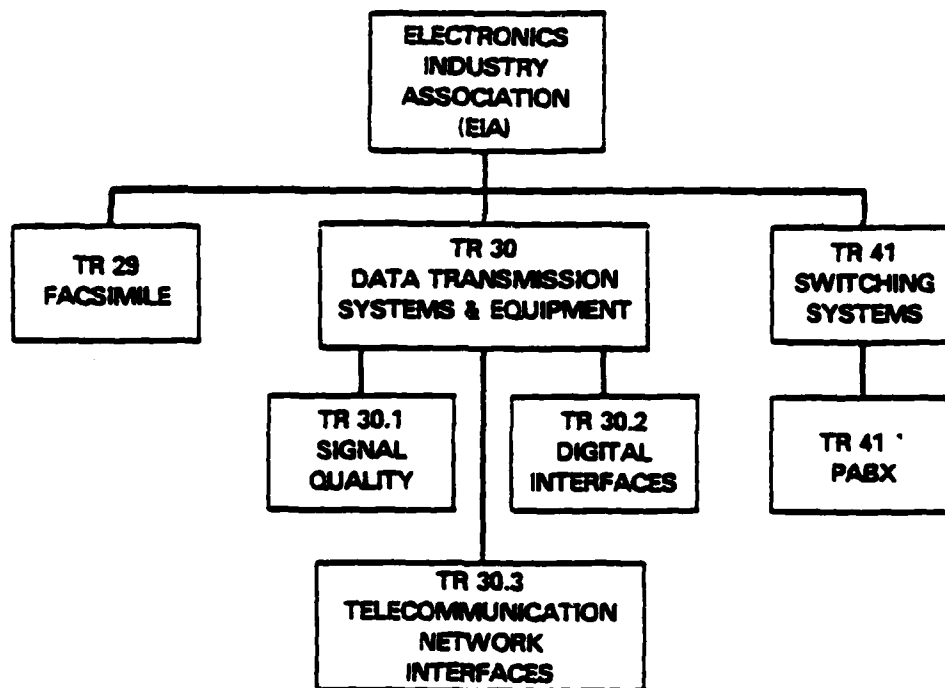 ELECTRONICS
INDUSTRY
ASSOCIATION
(EIA)
TR 29
FACSIMILE
TR 30
DATA TRANSMISSION
SYSTEMS & EQUIPMENT
TR 41
SWITCHING
SYSTEMS
TR 30.1
SIGNAL
QUALITY
TR 30.2
DIGITAL
INTERFACES
TR 41
PABX
TR 30.3
TELECOMMUNICATION
NETWORK
INTERFACES